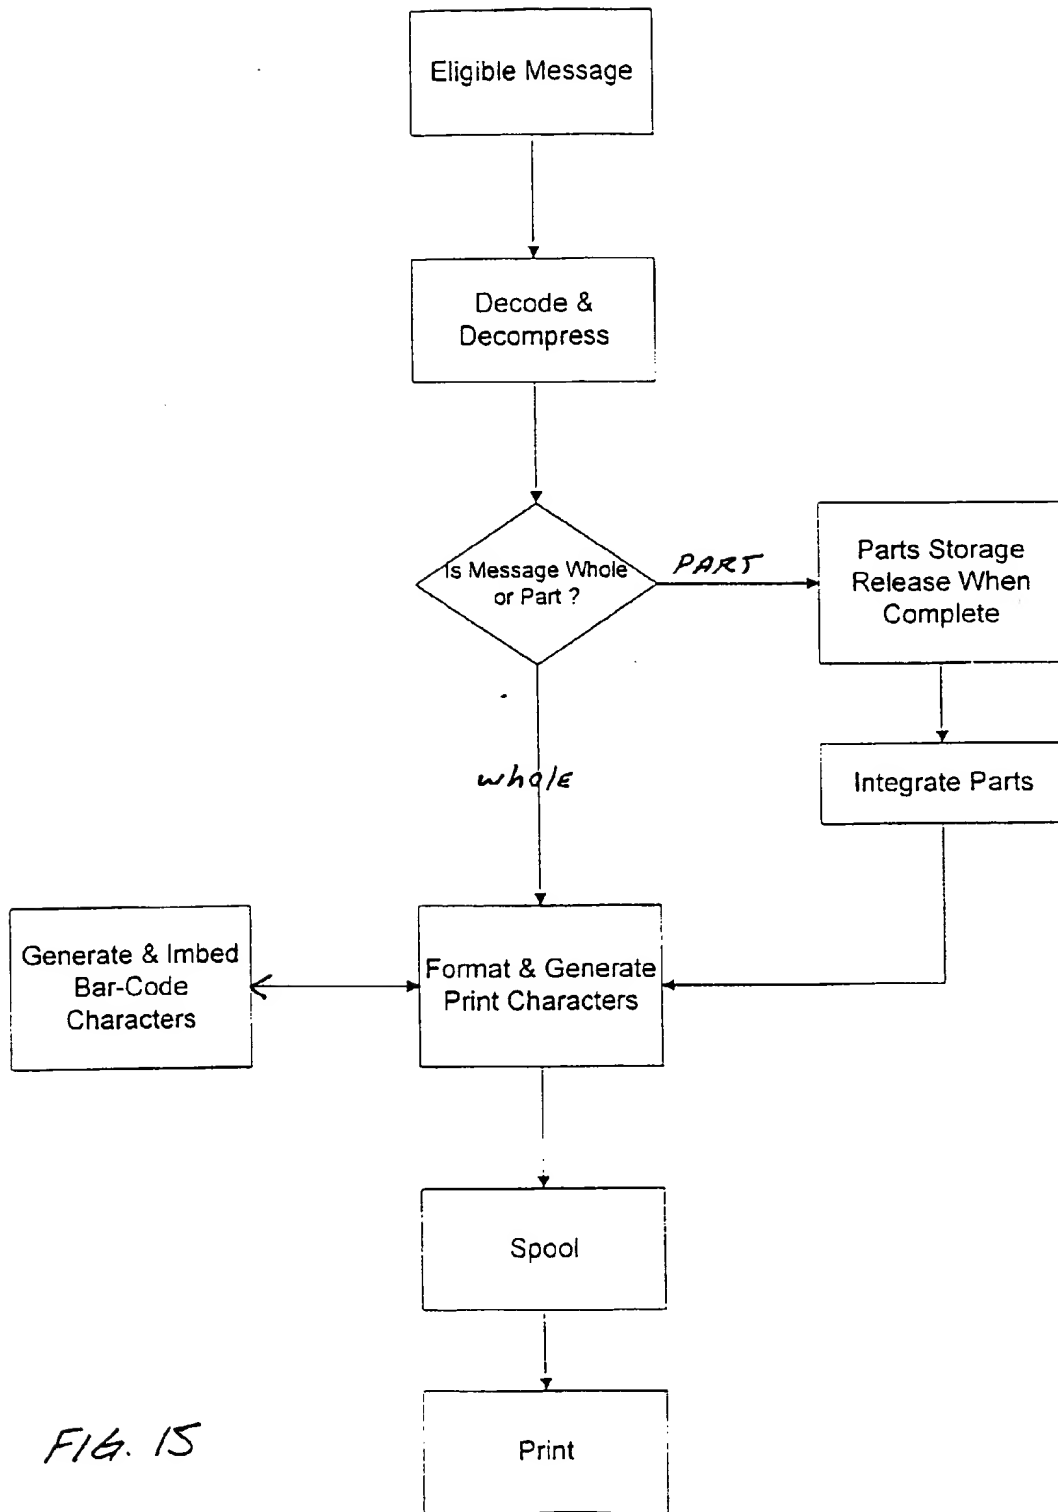 Eligible Message
Decode &
Decompress
Is Message Whole
or Part ?
PART
Parts Storage
Release When
Complete
whole
Integrate Parts
Generate & Imbed
Bar-Code
Characters
Format & Generate
Print Characters
Spool
Print
FIG. 15